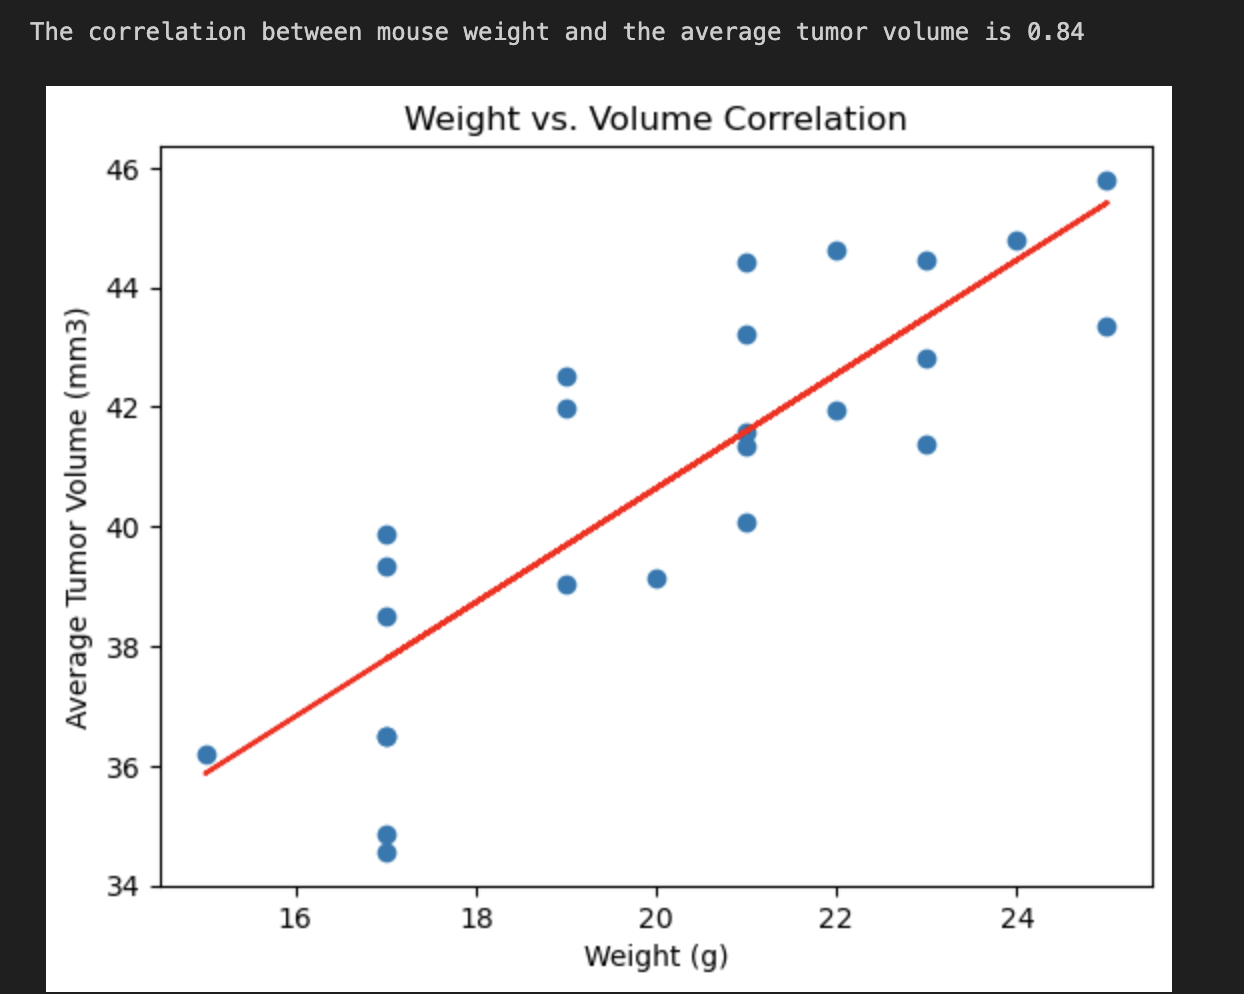 The correlation between mouse weight and the average tumor volume is 0.84
Weight vs. Volume Correlation
Average Tumor Volume (mm3)
46
44
42
40
38
36
34
16 18 20 22 24
Weight (g)